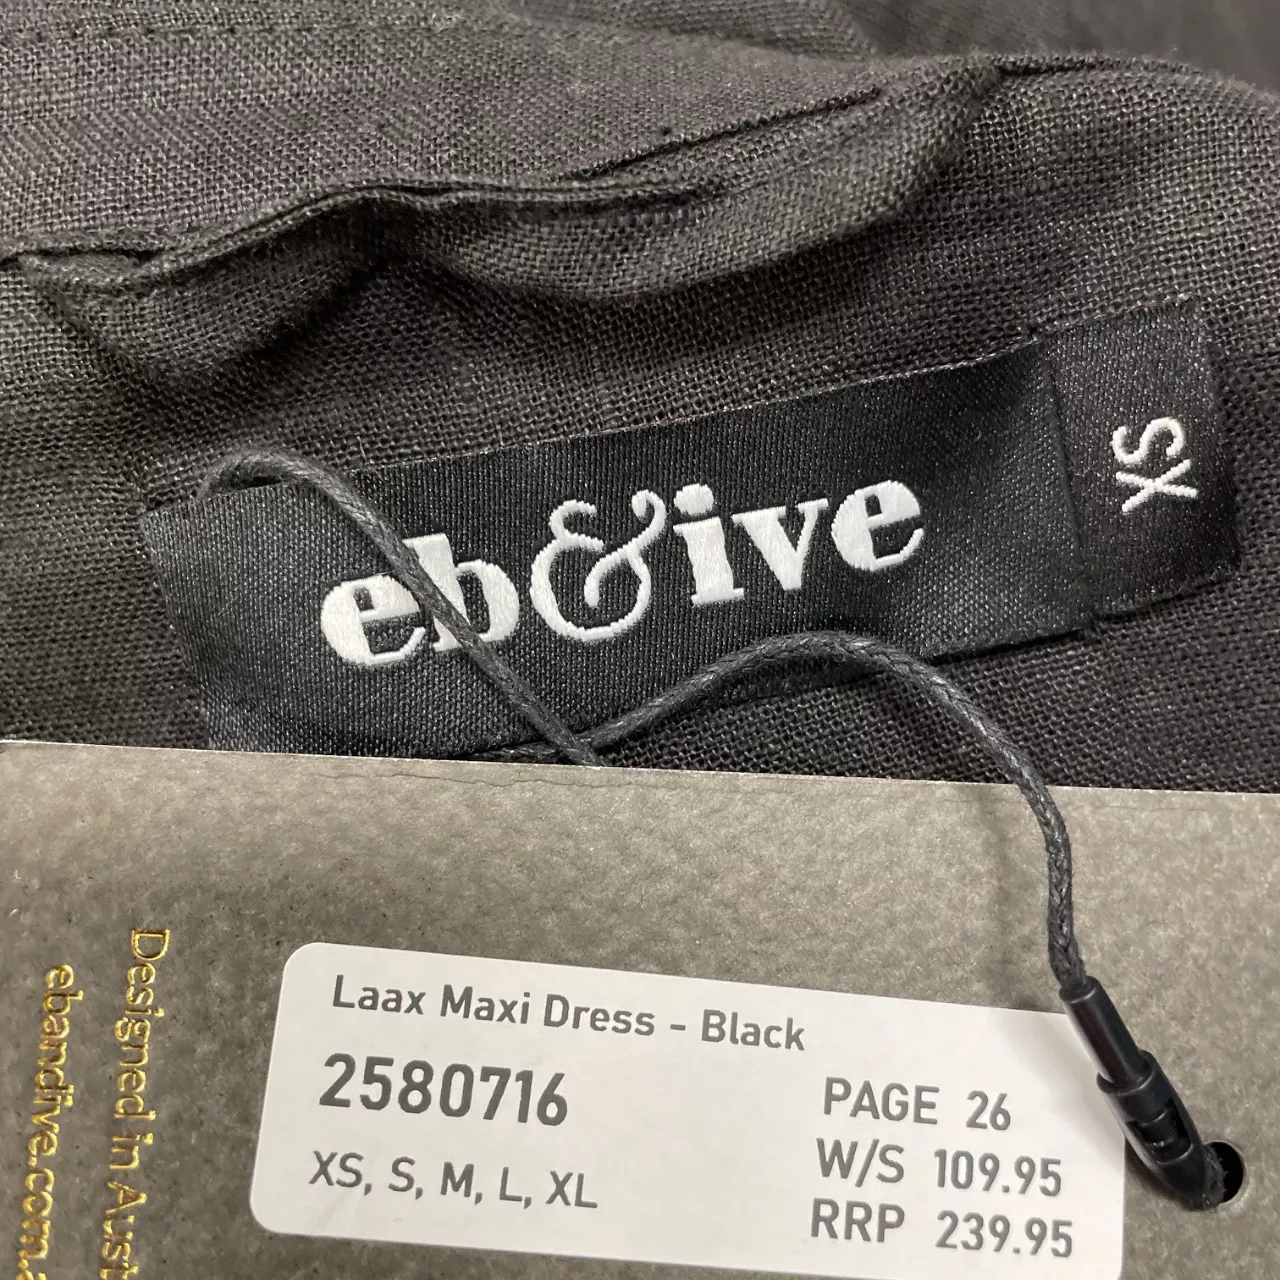 eb&ive
XS
Laax Maxi Dress - Black
2580716
XS, S, M, L, XL
PAGE 26
W/S 109.95
RRP 239.95
Designed in
ebandive.com